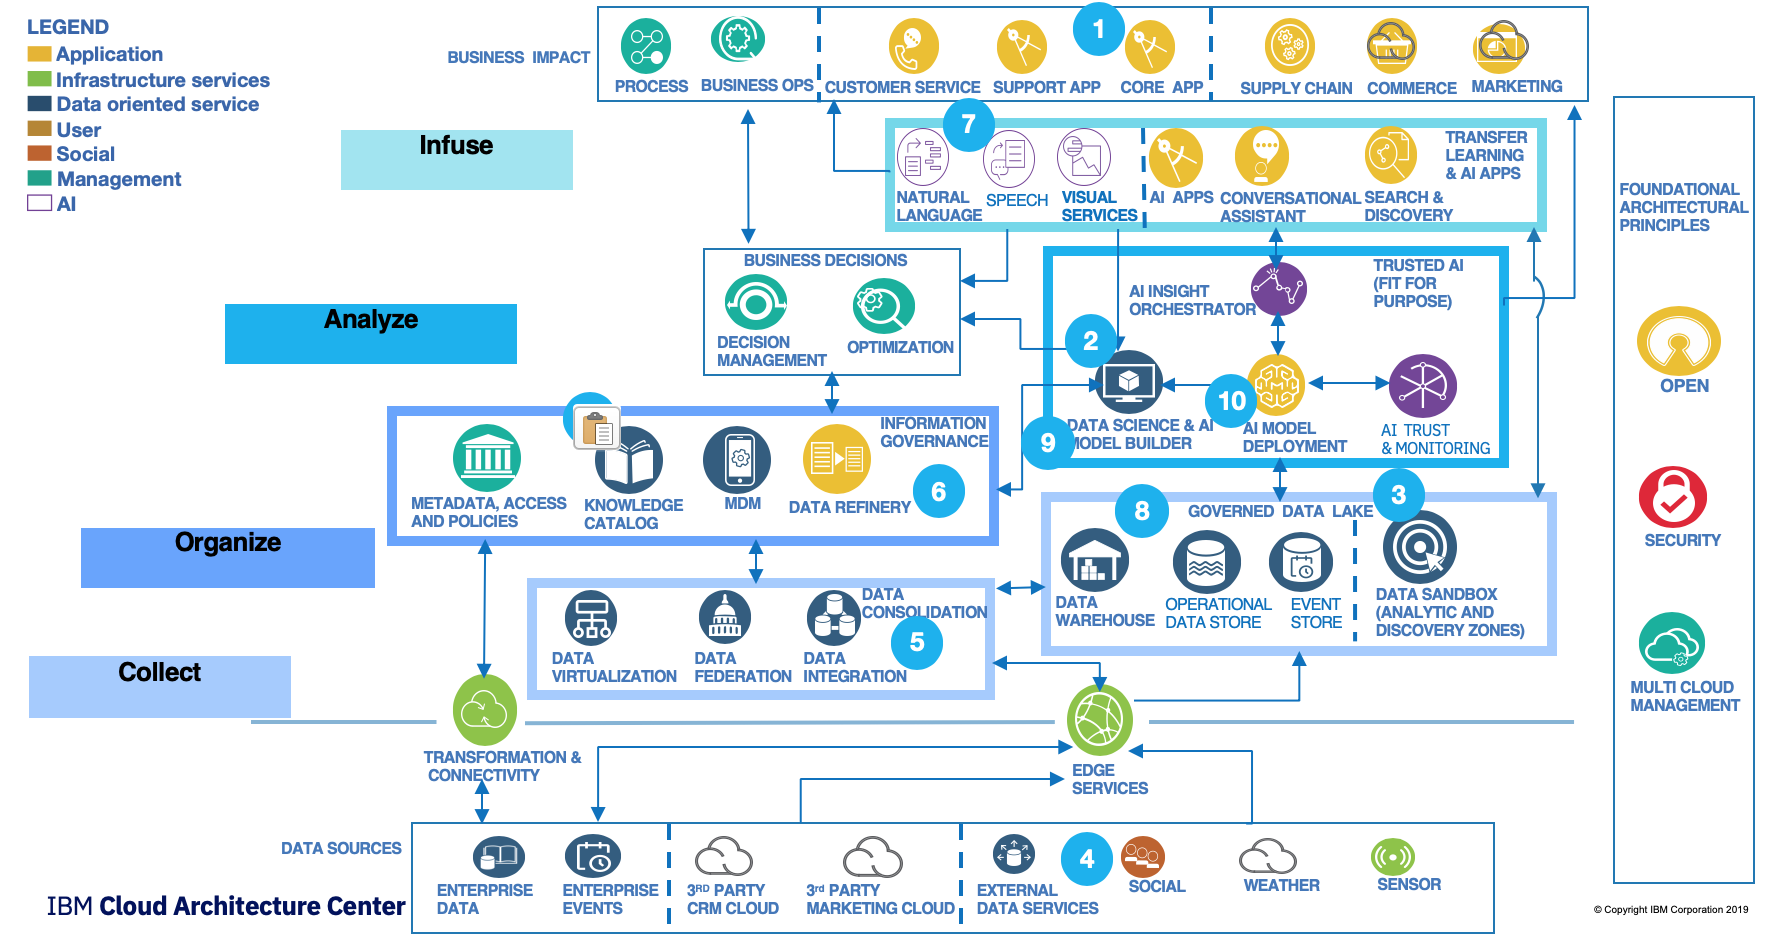 LEGEND
Application
Infrastructure services
Data oriented service
User
Social
Management
AI
BUSINESS IMPACT
PROCESS
BUSINESS OPS
CUSTOMER SERVICE
SUPPORT APP
1
CORE APP
SUPPLY CHAIN
COMMERCE
MARKETING
Infuse
7
NATURAL
LANGUAGE
SPEECH
VISUAL
SERVICES
AI APPS
CONVERSATIONAL
ASSISTANT
SEARCH &
DISCOVERY
TRANSFER
LEARNING
& AI APPS
FOUNDATIONAL
ARCHITECTURAL
PRINCIPLES
OPEN
SECURITY
MULTI CLOUD
MANAGEMENT
Analyze
BUSINESS DECISIONS
DECISION
MANAGEMENT
OPTIMIZATION
AI INSIGHT
ORCHESTRATOR
TRUSTED AI
(FIT FOR
PURPOSE)
2
10
9
DATA SCIENCE & AI
MODEL BUILDER
AI MODEL
DEPLOYMENT
AI TRUST
& MONITORING
Organize
INFORMATION
GOVERNANCE
METADATA, ACCESS
AND POLICIES
KNOWLEDGE
CATALOG
MDM
DATA REFINERY
6
8
GOVERNED DATA LAKE
3
DATA
WAREHOUSE
OPERATIONAL
DATA STORE
EVENT
STORE
DATA SANDBOX
(ANALYTIC AND
DISCOVERY ZONES)
Collect
DATA
CONSOLIDATION
5
DATA
VIRTUALIZATION
DATA
FEDERATION
DATA
INTEGRATION
TRANSFORMATION &
CONNECTIVITY
EDGE
SERVICES
DATA SOURCES
ENTERPRISE
DATA
ENTERPRISE
EVENTS
3RD PARTY
CRM CLOUD
3rd PARTY
MARKETING CLOUD
EXTERNAL
DATA SERVICES
4
SOCIAL
WEATHER
SENSOR
IBM Cloud Architecture Center
© Copyright IBM Corporation 2019